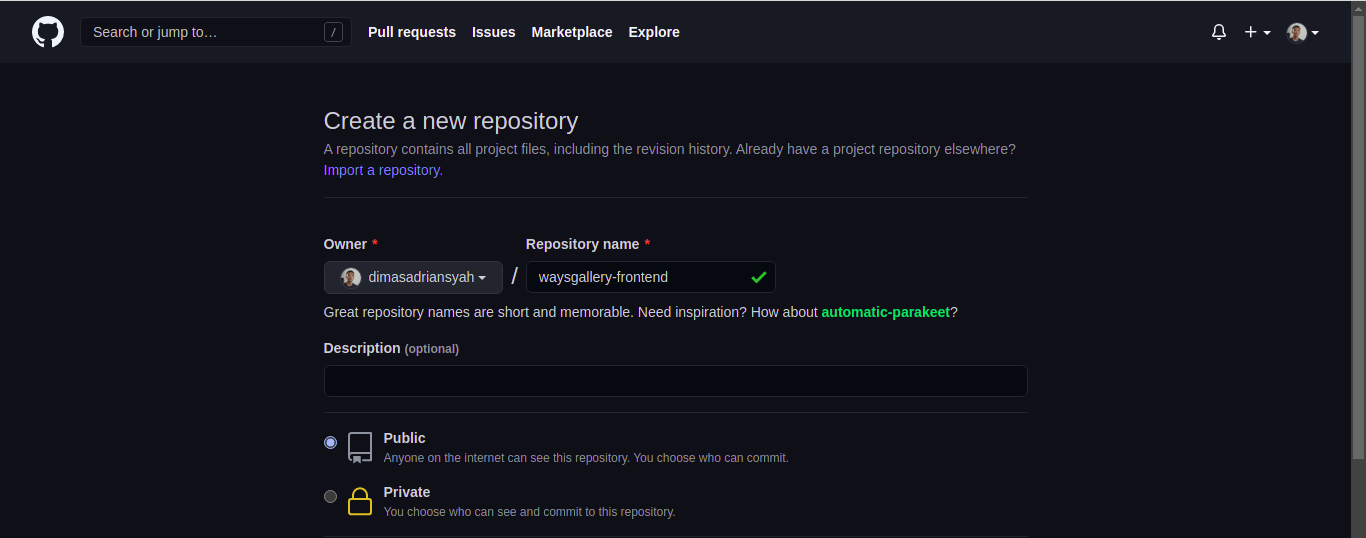 Search or jump to… / Pull requests Issues Marketplace Explore
Create a new repository
A repository contains all project files, including the revision history. Already have a project repository elsewhere?
Import a repository.
Owner * Repository name *
dimasadriansyah / waysgallery-frontend
Great repository names are short and memorable. Need inspiration? How about automatic-parakeet?
Description (optional)
Public
Anyone on the internet can see this repository. You choose who can commit.
Private
You choose who can see and commit to this repository.